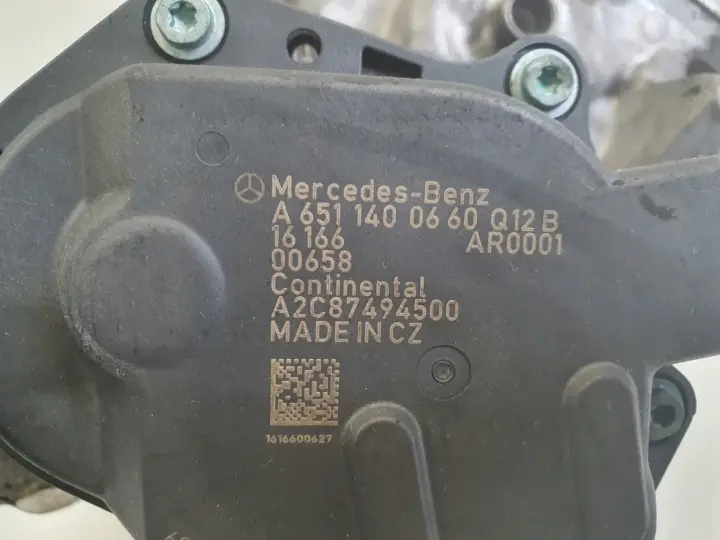 Mercedes-Benz
A 651 140 06 60 Q12 B
16 166 AR0001
00658
Continental
A2C87494500
MADE IN CZ
1616600627